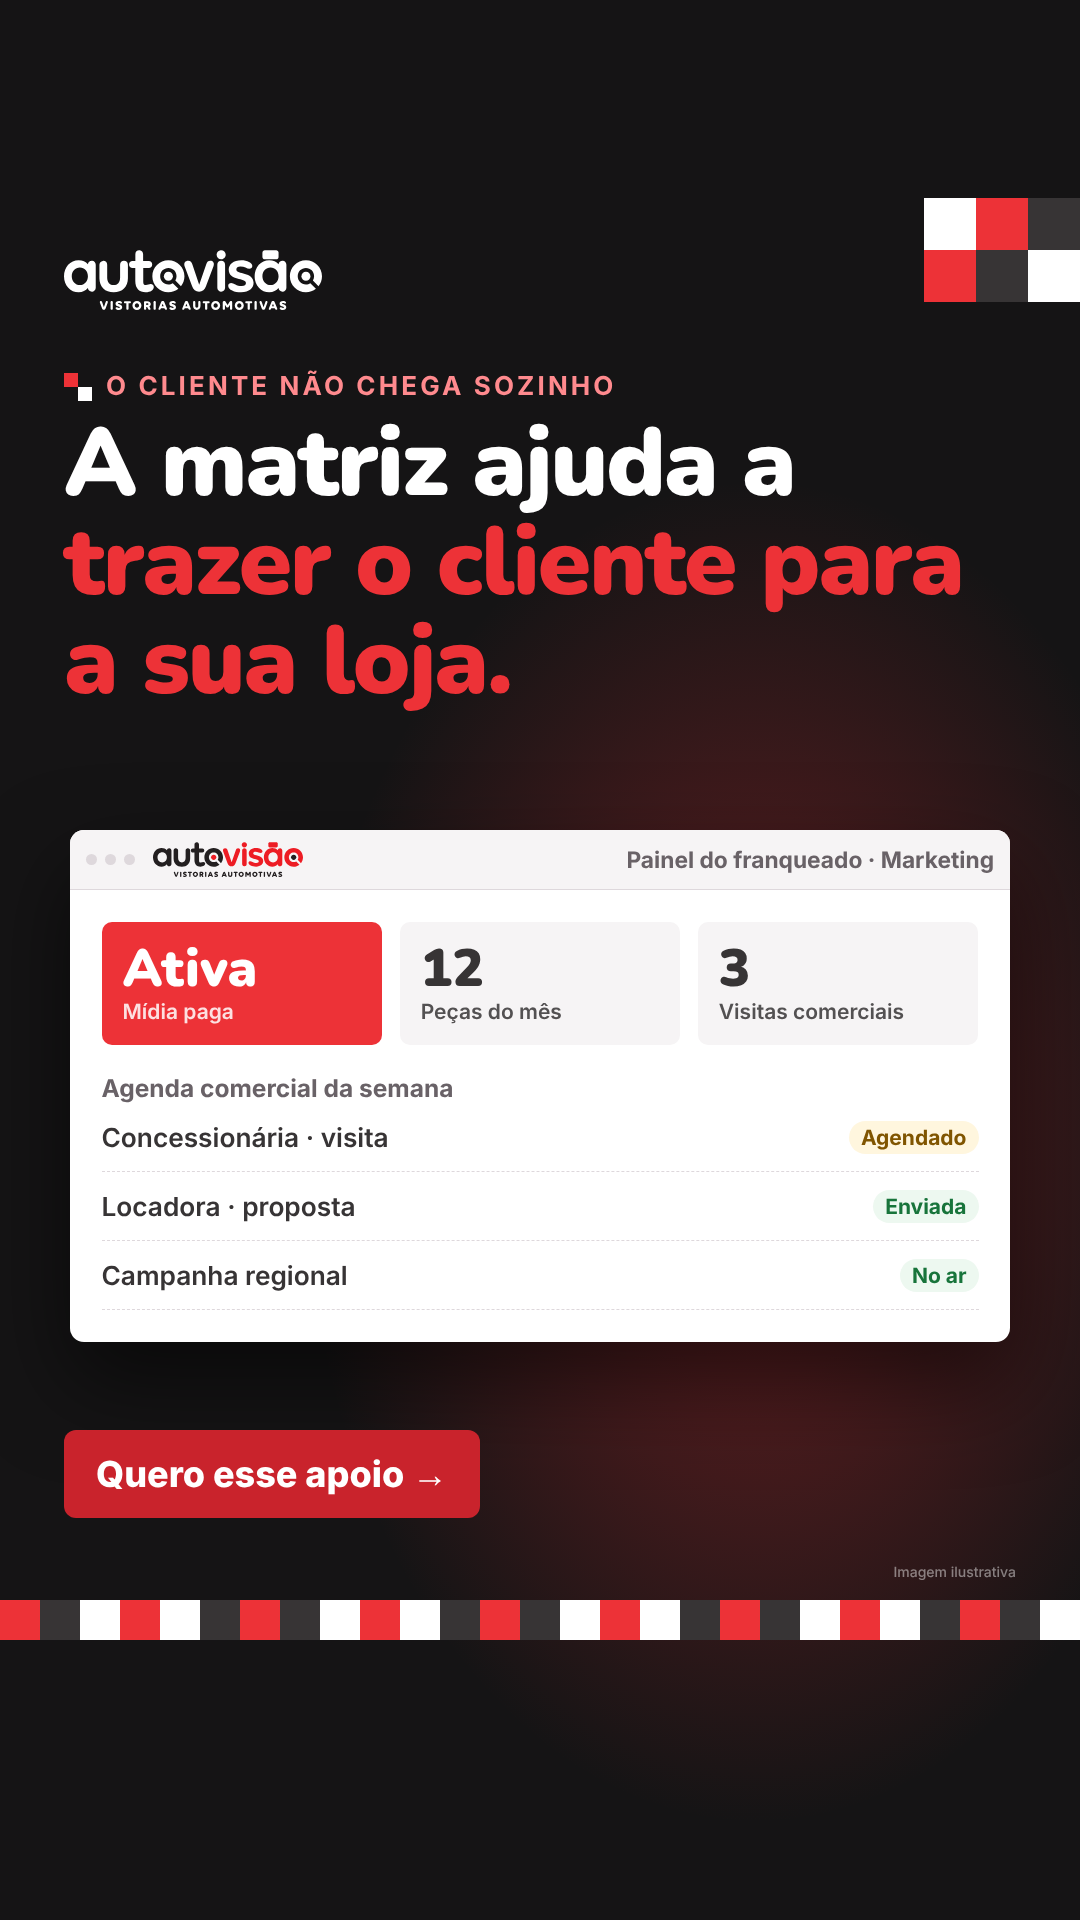 autovisão
VISTORIAS AUTOMOTIVAS
O CLIENTE NÃO CHEGA SOZINHO
A matriz ajuda a
trazer o cliente para
a sua loja.
autovisão
VISTORIAS AUTOMOTIVAS
Painel do franqueado · Marketing
Ativa
Mídia paga
12
Peças do mês
3
Visitas comerciais
Agenda comercial da semana
Concessionária · visita
Agendado
Locadora · proposta
Enviada
Campanha regional
No ar
Quero esse apoio →
Imagem ilustrativa